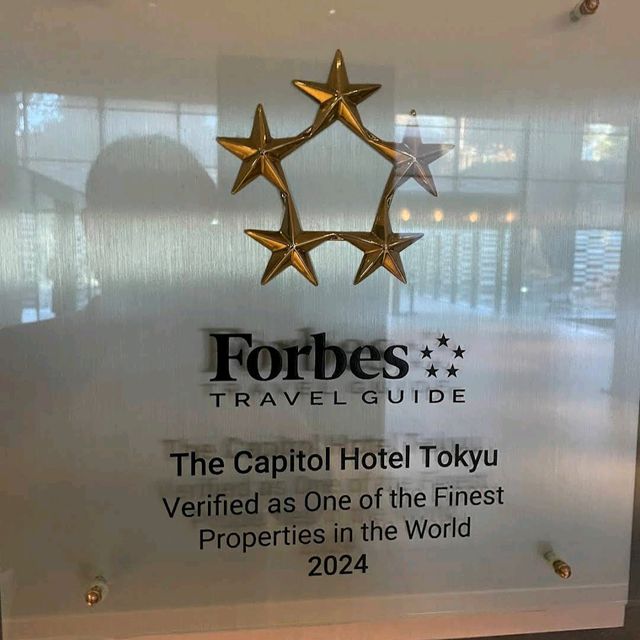 Forbes
TRAVEL GUIDE
The Capitol Hotel Tokyu
Verified as One of the Finest
Properties in the World
2024